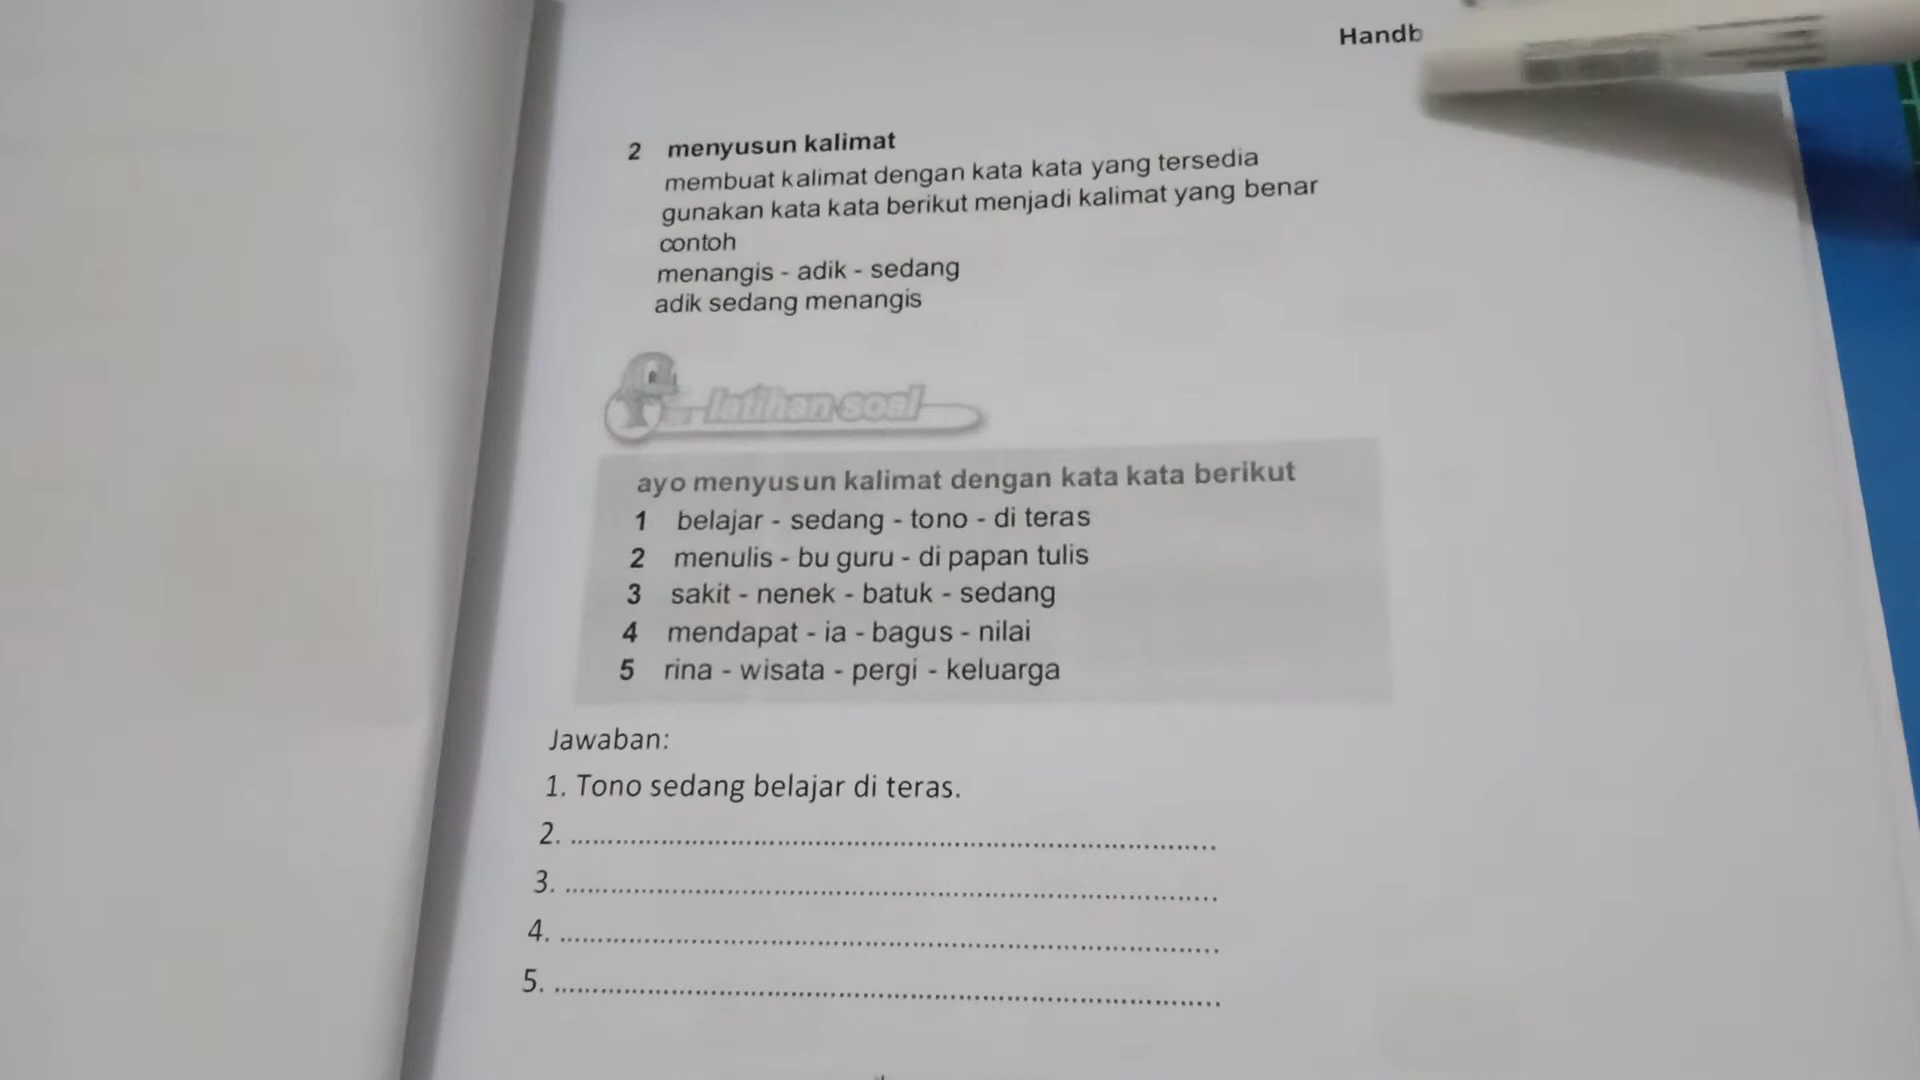 Handb
2 menyusun kalimat
membuat kalimat dengan kata kata yang tersedia
gunakan kata kata berikut menjadi kalimat yang benar
contoh
menangis - adik - sedang
adik sedang menangis
latihan soal
ayo menyusun kalimat dengan kata kata berikut
1 belajar - sedang - tono - di teras
2 menulis - bu guru - di papan tulis
3 sakit - nenek - batuk - sedang
4 mendapat - ia - bagus - nilai
5 rina - wisata - pergi - keluarga
Jawaban:
1. Tono sedang belajar di teras.
2. ........................................................................
3. ........................................................................
4. ........................................................................
5. ........................................................................